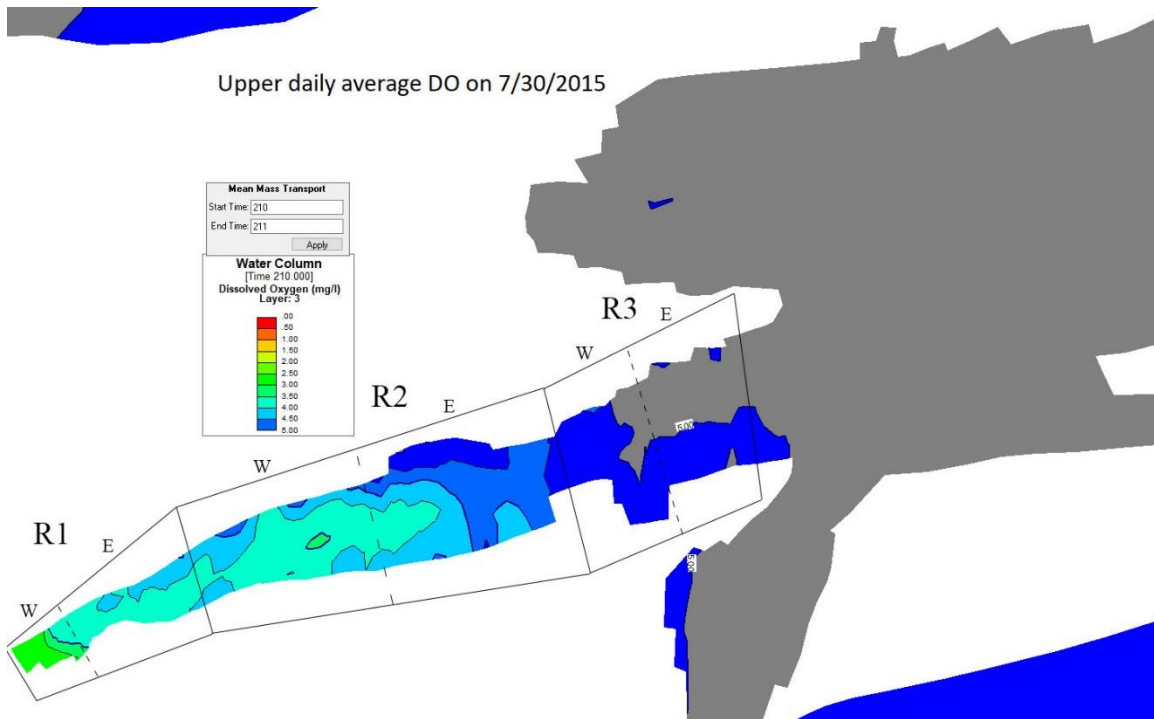 Upper daily average DO on 7/30/2015
Mean Mass Transport
Start Time: 210
End Time: 211
Apply
Water Column
[Time 210.000]
Dissolved Oxygen (mg/l)
Layer: 3
.00
.50
1.00
1.50
2.00
3.00
3.50
4.00
4.50
5.00
R3
E
W
R2
E
W
5.00
R1
E
W
5.00